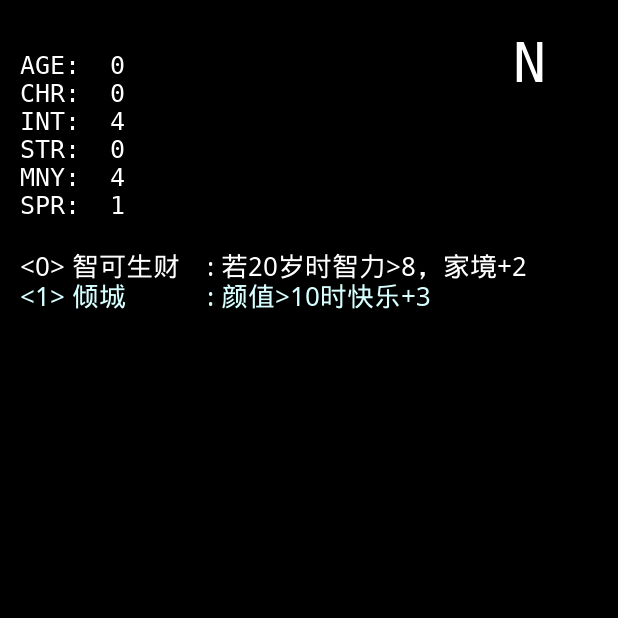 N
AGE: 0
CHR: 0
INT: 4
STR: 0
MNY: 4
SPR: 1
<0> 智可生财 : 若20岁时智力>8，家境+2
<1> 倾城 : 颜值>10时快乐+3